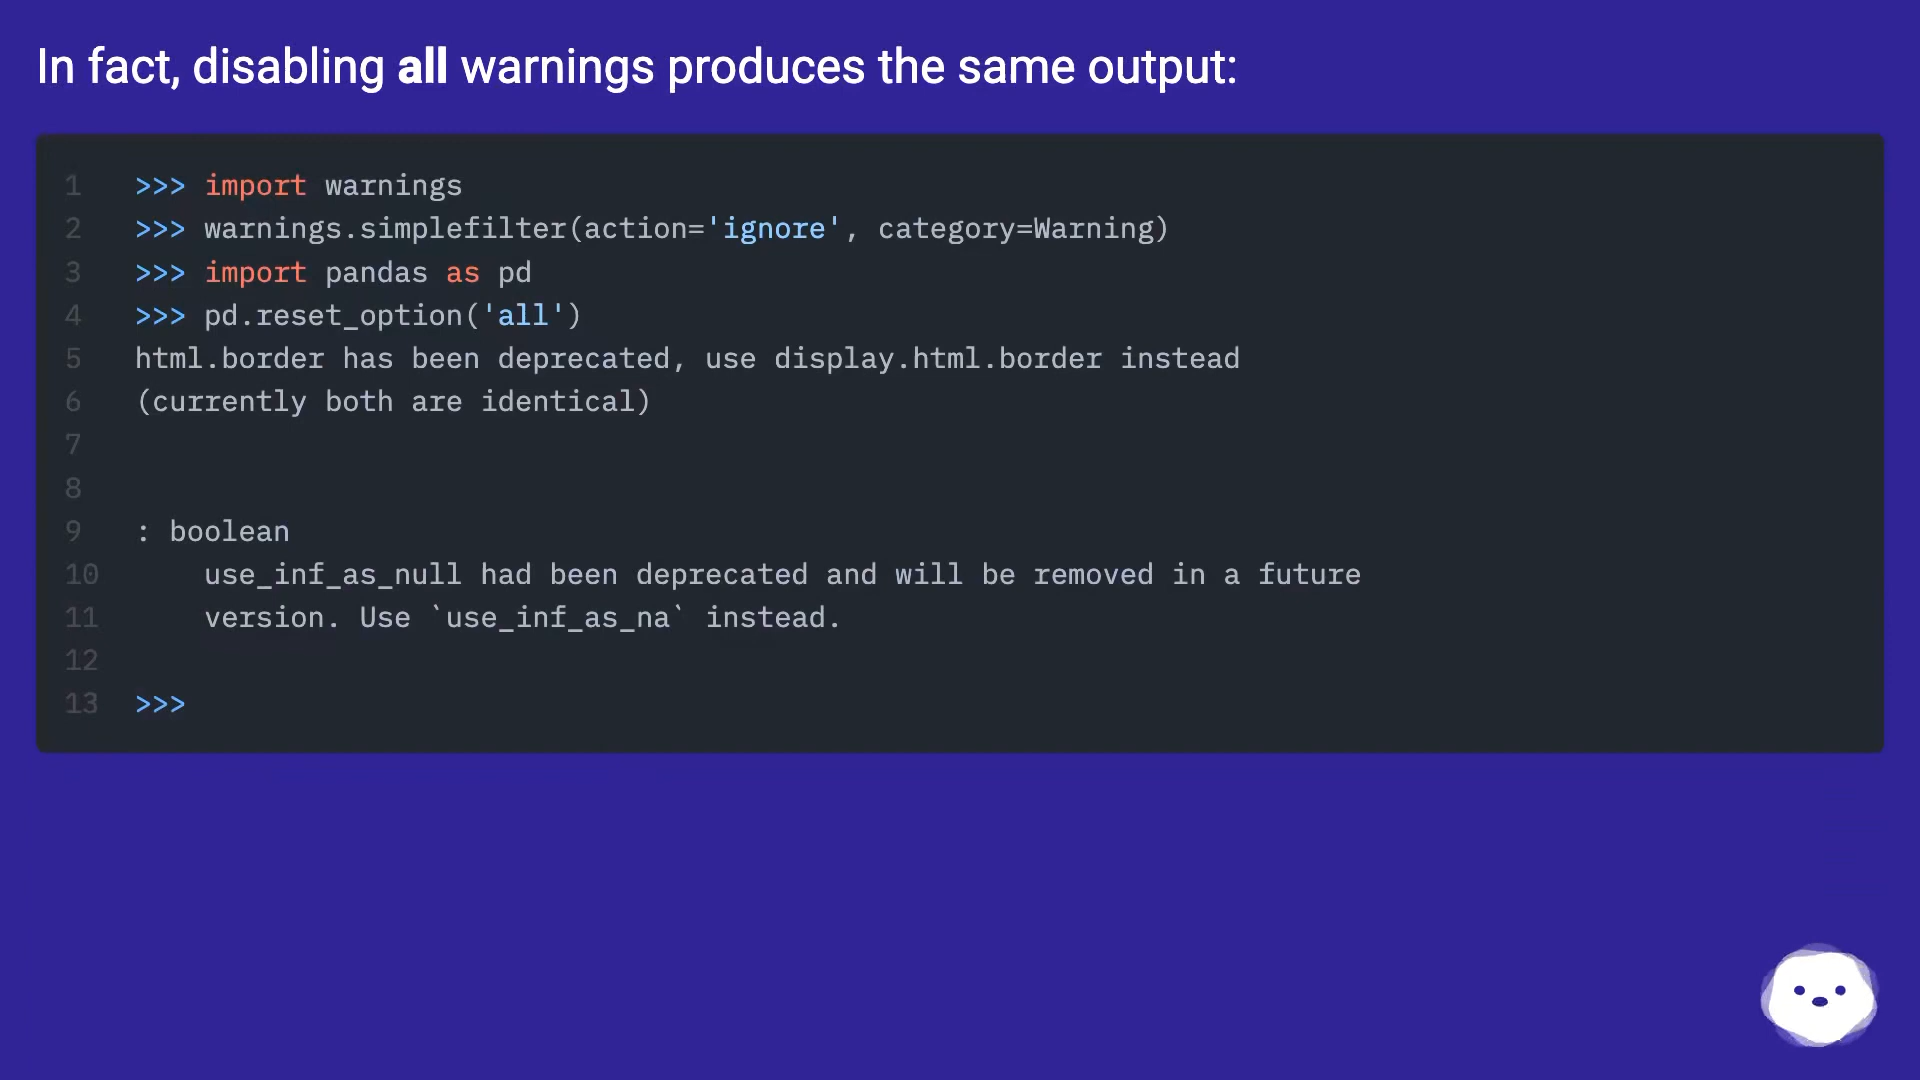 In fact, disabling all warnings produces the same output:
1 >>> import warnings
2 >>> warnings.simplefilter(action='ignore', category=Warning)
3 >>> import pandas as pd
4 >>> pd.reset_option('all')
5 html.border has been deprecated, use display.html.border instead
6 (currently both are identical)
7
8
9 : boolean
10     use_inf_as_null had been deprecated and will be removed in a future
11     version. Use `use_inf_as_na` instead.
12
13 >>>